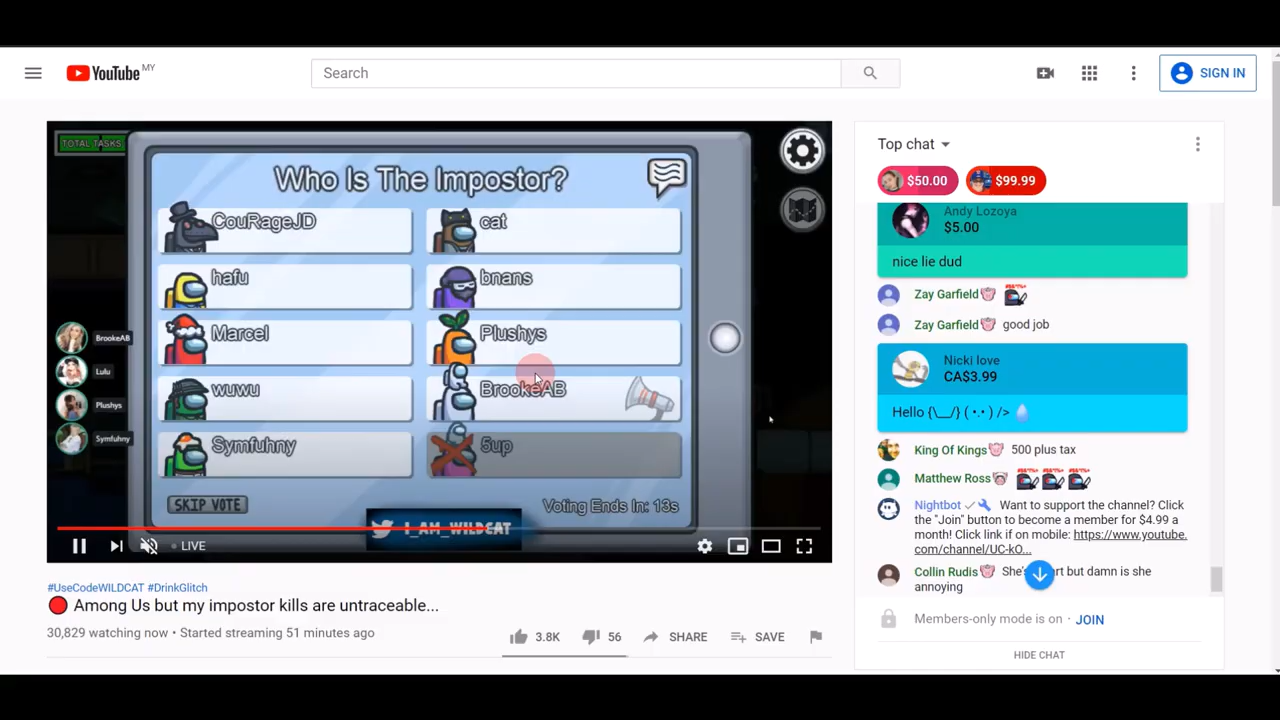 YouTube MY
Search
SIGN IN
TOTAL TASKS
Who Is The Impostor?
CouRageJD
cat
hafu
bnans
Marcel
Plushys
wuwu
BrookeAB
Symfuhny
5up
SKIP VOTE
Voting Ends In: 13s
BrookeAB
Lulu
Plushys
Symfuhny
I_AM_WILDCAT
LIVE
#UseCodeWILDCAT #DrinkGlitch
Among Us but my impostor kills are untraceable...
30,829 watching now • Started streaming 51 minutes ago
3.8K
56
SHARE
SAVE
Top chat
$50.00
$99.99
Andy Lozoya
$5.00
nice lie dud
Zay Garfield
Zay Garfield good job
Nicki love
CA$3.99
Hello {\__/} ( •.• ) />
King Of Kings 500 plus tax
Matthew Ross
Nightbot Want to support the channel? Click
the "Join" button to become a member for $4.99 a
month! Click link if on mobile: https://www.youtube.
com/channel/UC-kO...
Collin Rudis but damn is she
annoying
Members-only mode is on · JOIN
HIDE CHAT